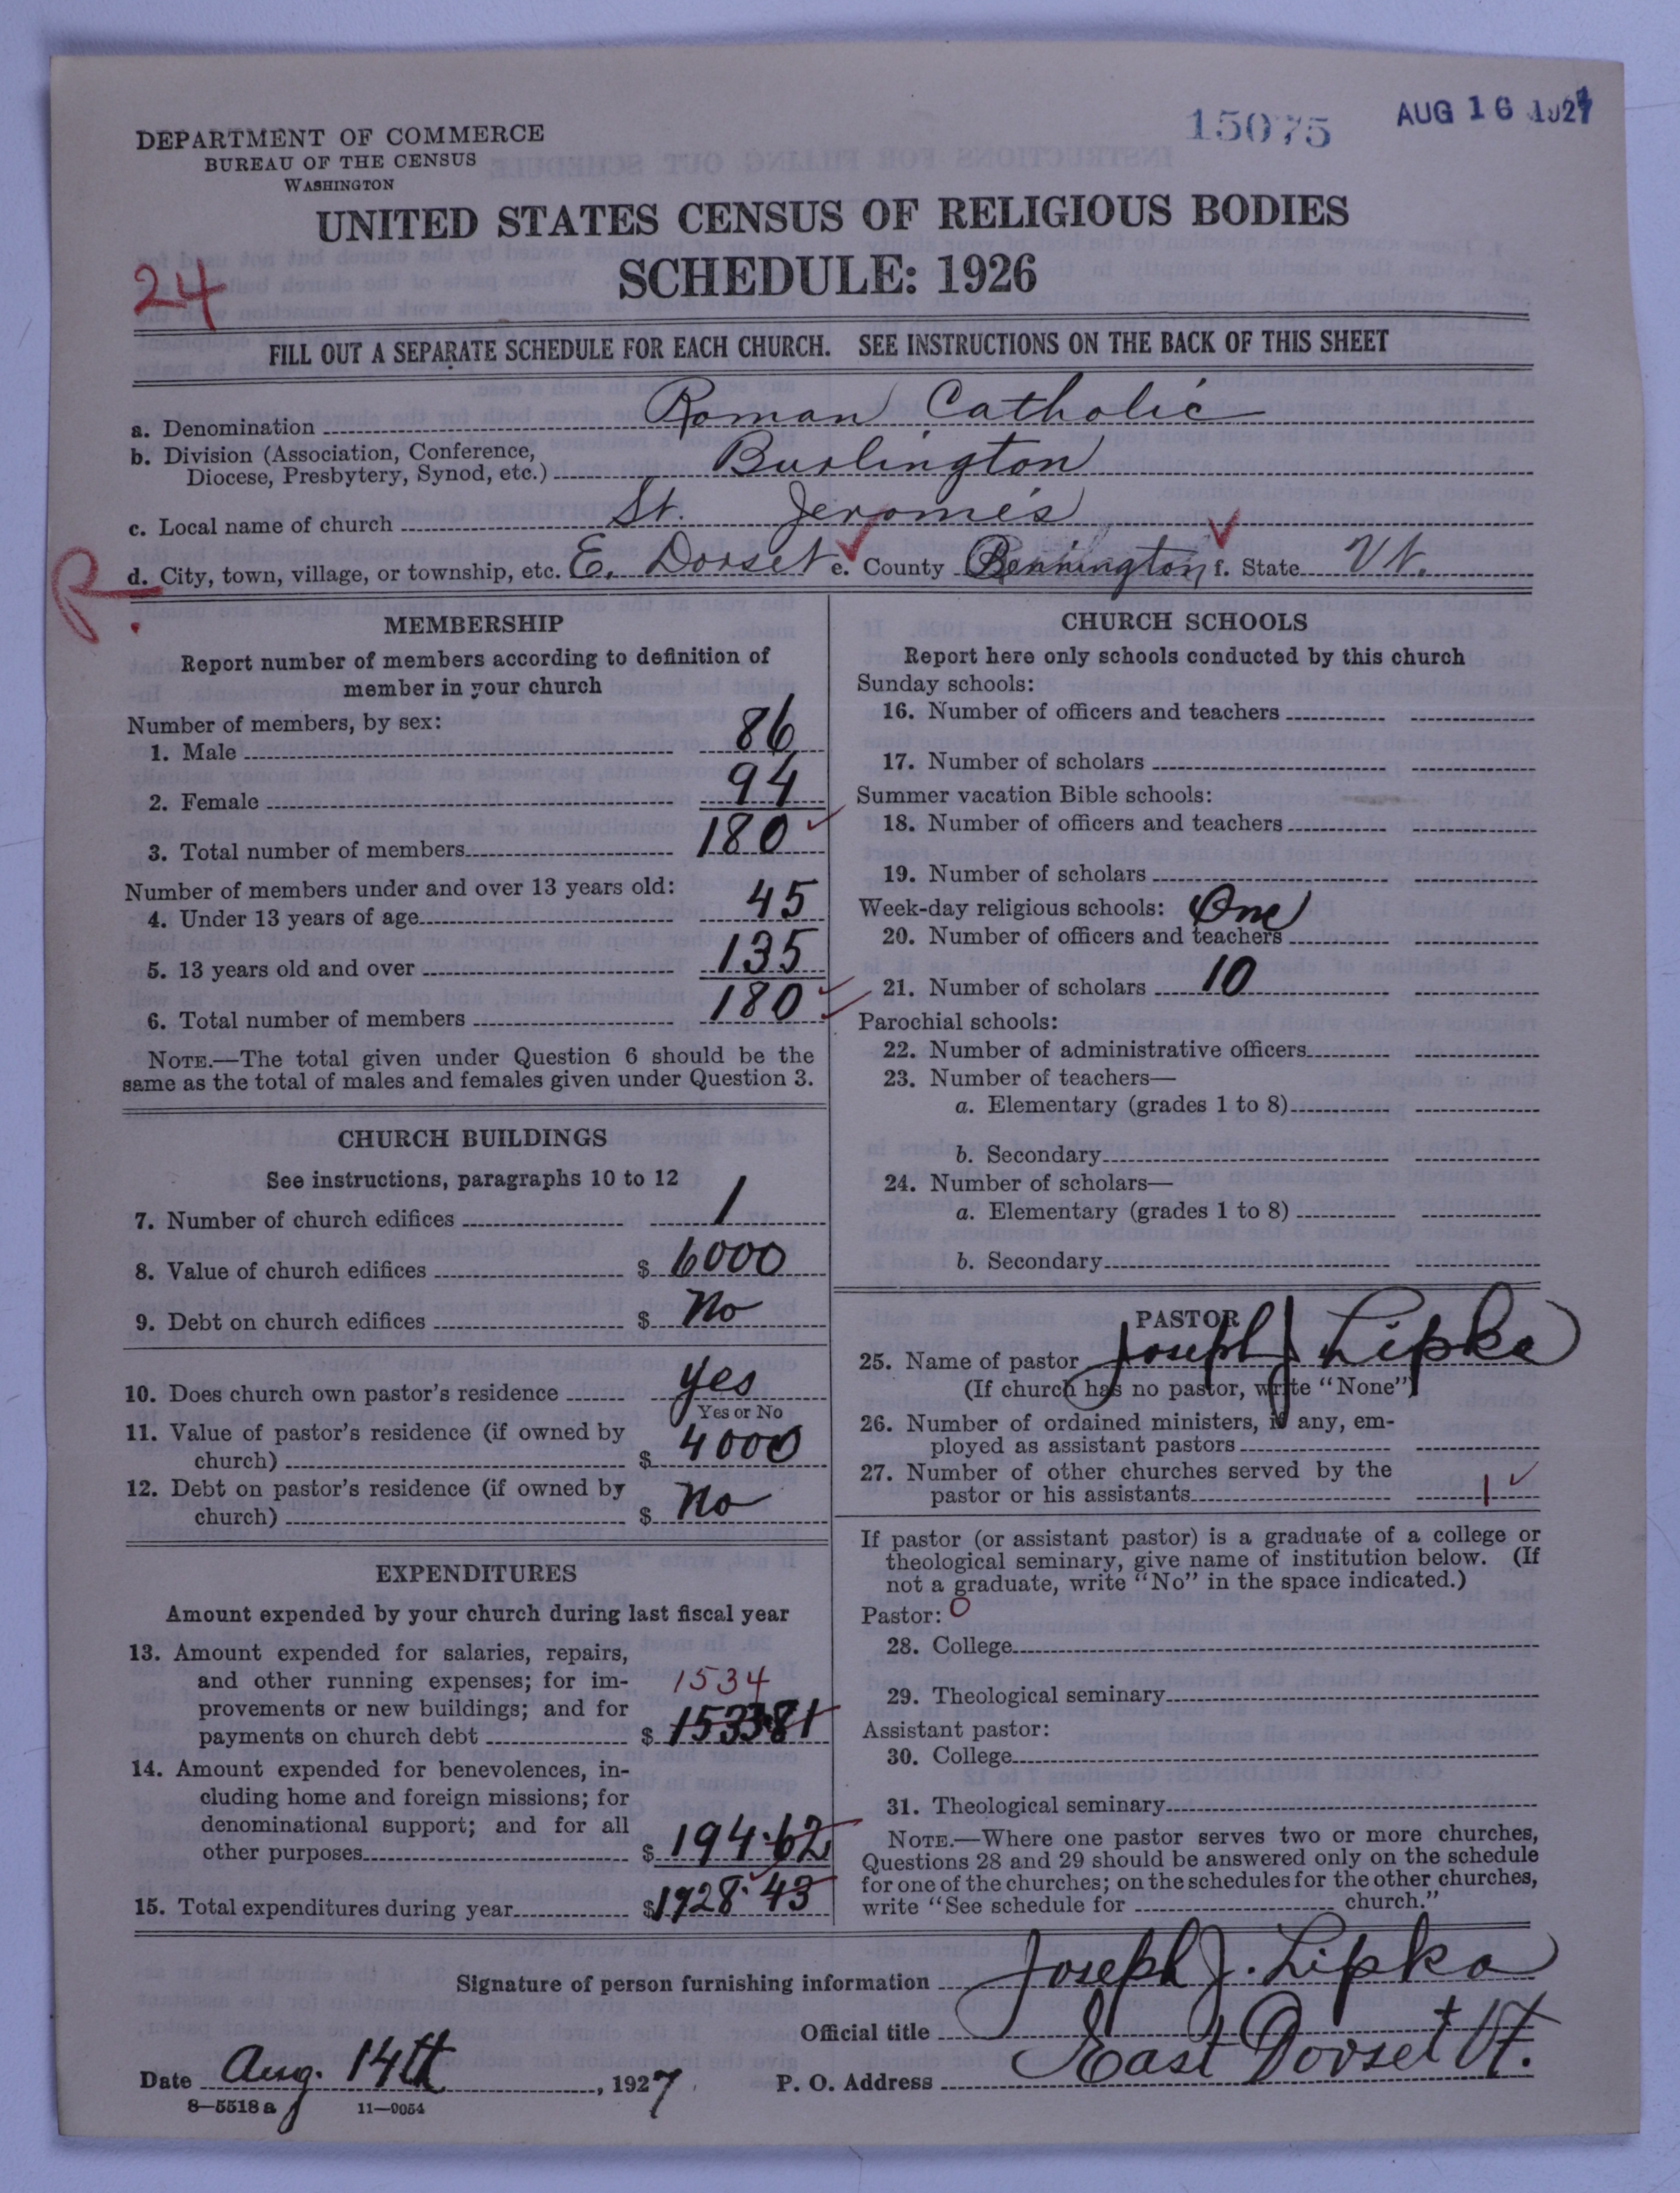 15075
AUG 16 1927
DEPARTMENT OF COMMERCE
BUREAU OF THE CENSUS
WASHINGTON
UNITED STATES CENSUS OF RELIGIOUS BODIES
SCHEDULE: 1926
24
FILL OUT A SEPARATE SCHEDULE FOR EACH CHURCH. SEE INSTRUCTIONS ON THE BACK OF THIS SHEET
a. Denomination Roman Catholic
b. Division (Association, Conference,
Diocese, Presbytery, Synod, etc.) Burlington
c. Local name of church St. Jerome's
R.
d. City, town, village, or township, etc. E. Dorset e. County Bennington f. State Vt.
MEMBERSHIP
Report number of members according to definition of
member in your church
Number of members, by sex:
1. Male 86
2. Female 94
3. Total number of members 180
Number of members under and over 13 years old:
4. Under 13 years of age 45
5. 13 years old and over 135
6. Total number of members 180
NOTE.—The total given under Question 6 should be the
same as the total of males and females given under Question 3.
CHURCH BUILDINGS
See instructions, paragraphs 10 to 12
7. Number of church edifices 1
8. Value of church edifices $ 6000
9. Debt on church edifices $ No
10. Does church own pastor's residence Yes
Yes or No
11. Value of pastor's residence (if owned by
church) $ 4000
12. Debt on pastor's residence (if owned by
church) $ No
EXPENDITURES
Amount expended by your church during last fiscal year
13. Amount expended for salaries, repairs,
and other running expenses; for im-
1534
provements or new buildings; and for
payments on church debt $ 153381
14. Amount expended for benevolences, in-
cluding home and foreign missions; for
denominational support; and for all
other purposes $ 194.62
15. Total expenditures during year $ 1728.43
CHURCH SCHOOLS
Report here only schools conducted by this church
Sunday schools:
16. Number of officers and teachers
17. Number of scholars
Summer vacation Bible schools:
18. Number of officers and teachers
19. Number of scholars
Week-day religious schools: One
20. Number of officers and teachers
21. Number of scholars 10
Parochial schools:
22. Number of administrative officers
23. Number of teachers—
a. Elementary (grades 1 to 8)
b. Secondary
24. Number of scholars—
a. Elementary (grades 1 to 8)
b. Secondary
PASTOR
25. Name of pastor Joseph J Lipke
(If church has no pastor, write "None")
26. Number of ordained ministers, if any, em-
ployed as assistant pastors
27. Number of other churches served by the
pastor or his assistants 1
If pastor (or assistant pastor) is a graduate of a college or
theological seminary, give name of institution below. (If
not a graduate, write "No" in the space indicated.)
Pastor: 0
28. College
29. Theological seminary
Assistant pastor:
30. College
31. Theological seminary
NOTE.—Where one pastor serves two or more churches,
Questions 28 and 29 should be answered only on the schedule
for one of the churches; on the schedules for the other churches,
write "See schedule for church."
Signature of person furnishing information Joseph J. Lipke
Official title
Date Aug. 14th, 1927
P. O. Address East Dorset Vt.
8—5518a 11—9054